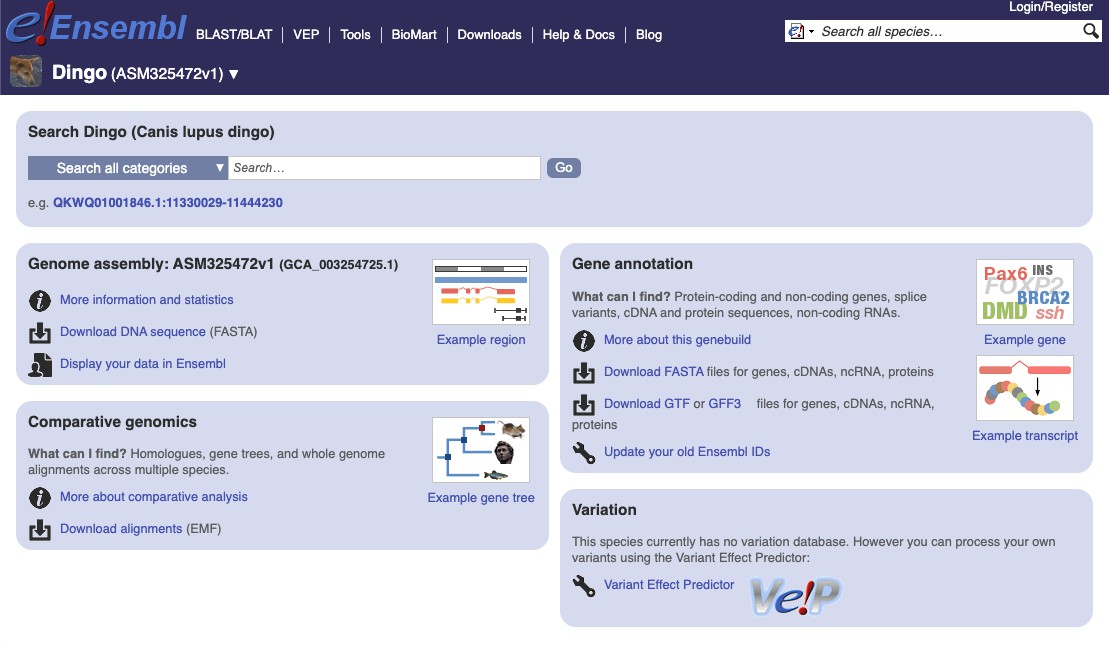 Login/Register
e!Ensembl BLAST/BLAT VEP Tools BioMart Downloads Help & Docs Blog
e! Search all species…
Dingo (ASM325472v1) ▼
Search Dingo (Canis lupus dingo)
Search all categories ▼ Search… Go
e.g. QKWQ01001846.1:11330029-11444230
Genome assembly: ASM325472v1 (GCA_003254725.1)
More information and statistics
Download DNA sequence (FASTA)
Display your data in Ensembl
Example region
Comparative genomics
What can I find? Homologues, gene trees, and whole genome
alignments across multiple species.
More about comparative analysis
Download alignments (EMF)
Example gene tree
Gene annotation
What can I find? Protein-coding and non-coding genes, splice
variants, cDNA and protein sequences, non-coding RNAs.
More about this genebuild
Download FASTA files for genes, cDNAs, ncRNA, proteins
Download GTF or GFF3 files for genes, cDNAs, ncRNA,
proteins
Update your old Ensembl IDs
Pax6 INS
FOXP2
BRCA2
DMD ssh
Example gene
Example transcript
Variation
This species currently has no variation database. However you can process your own
variants using the Variant Effect Predictor:
Variant Effect Predictor
Ve!P